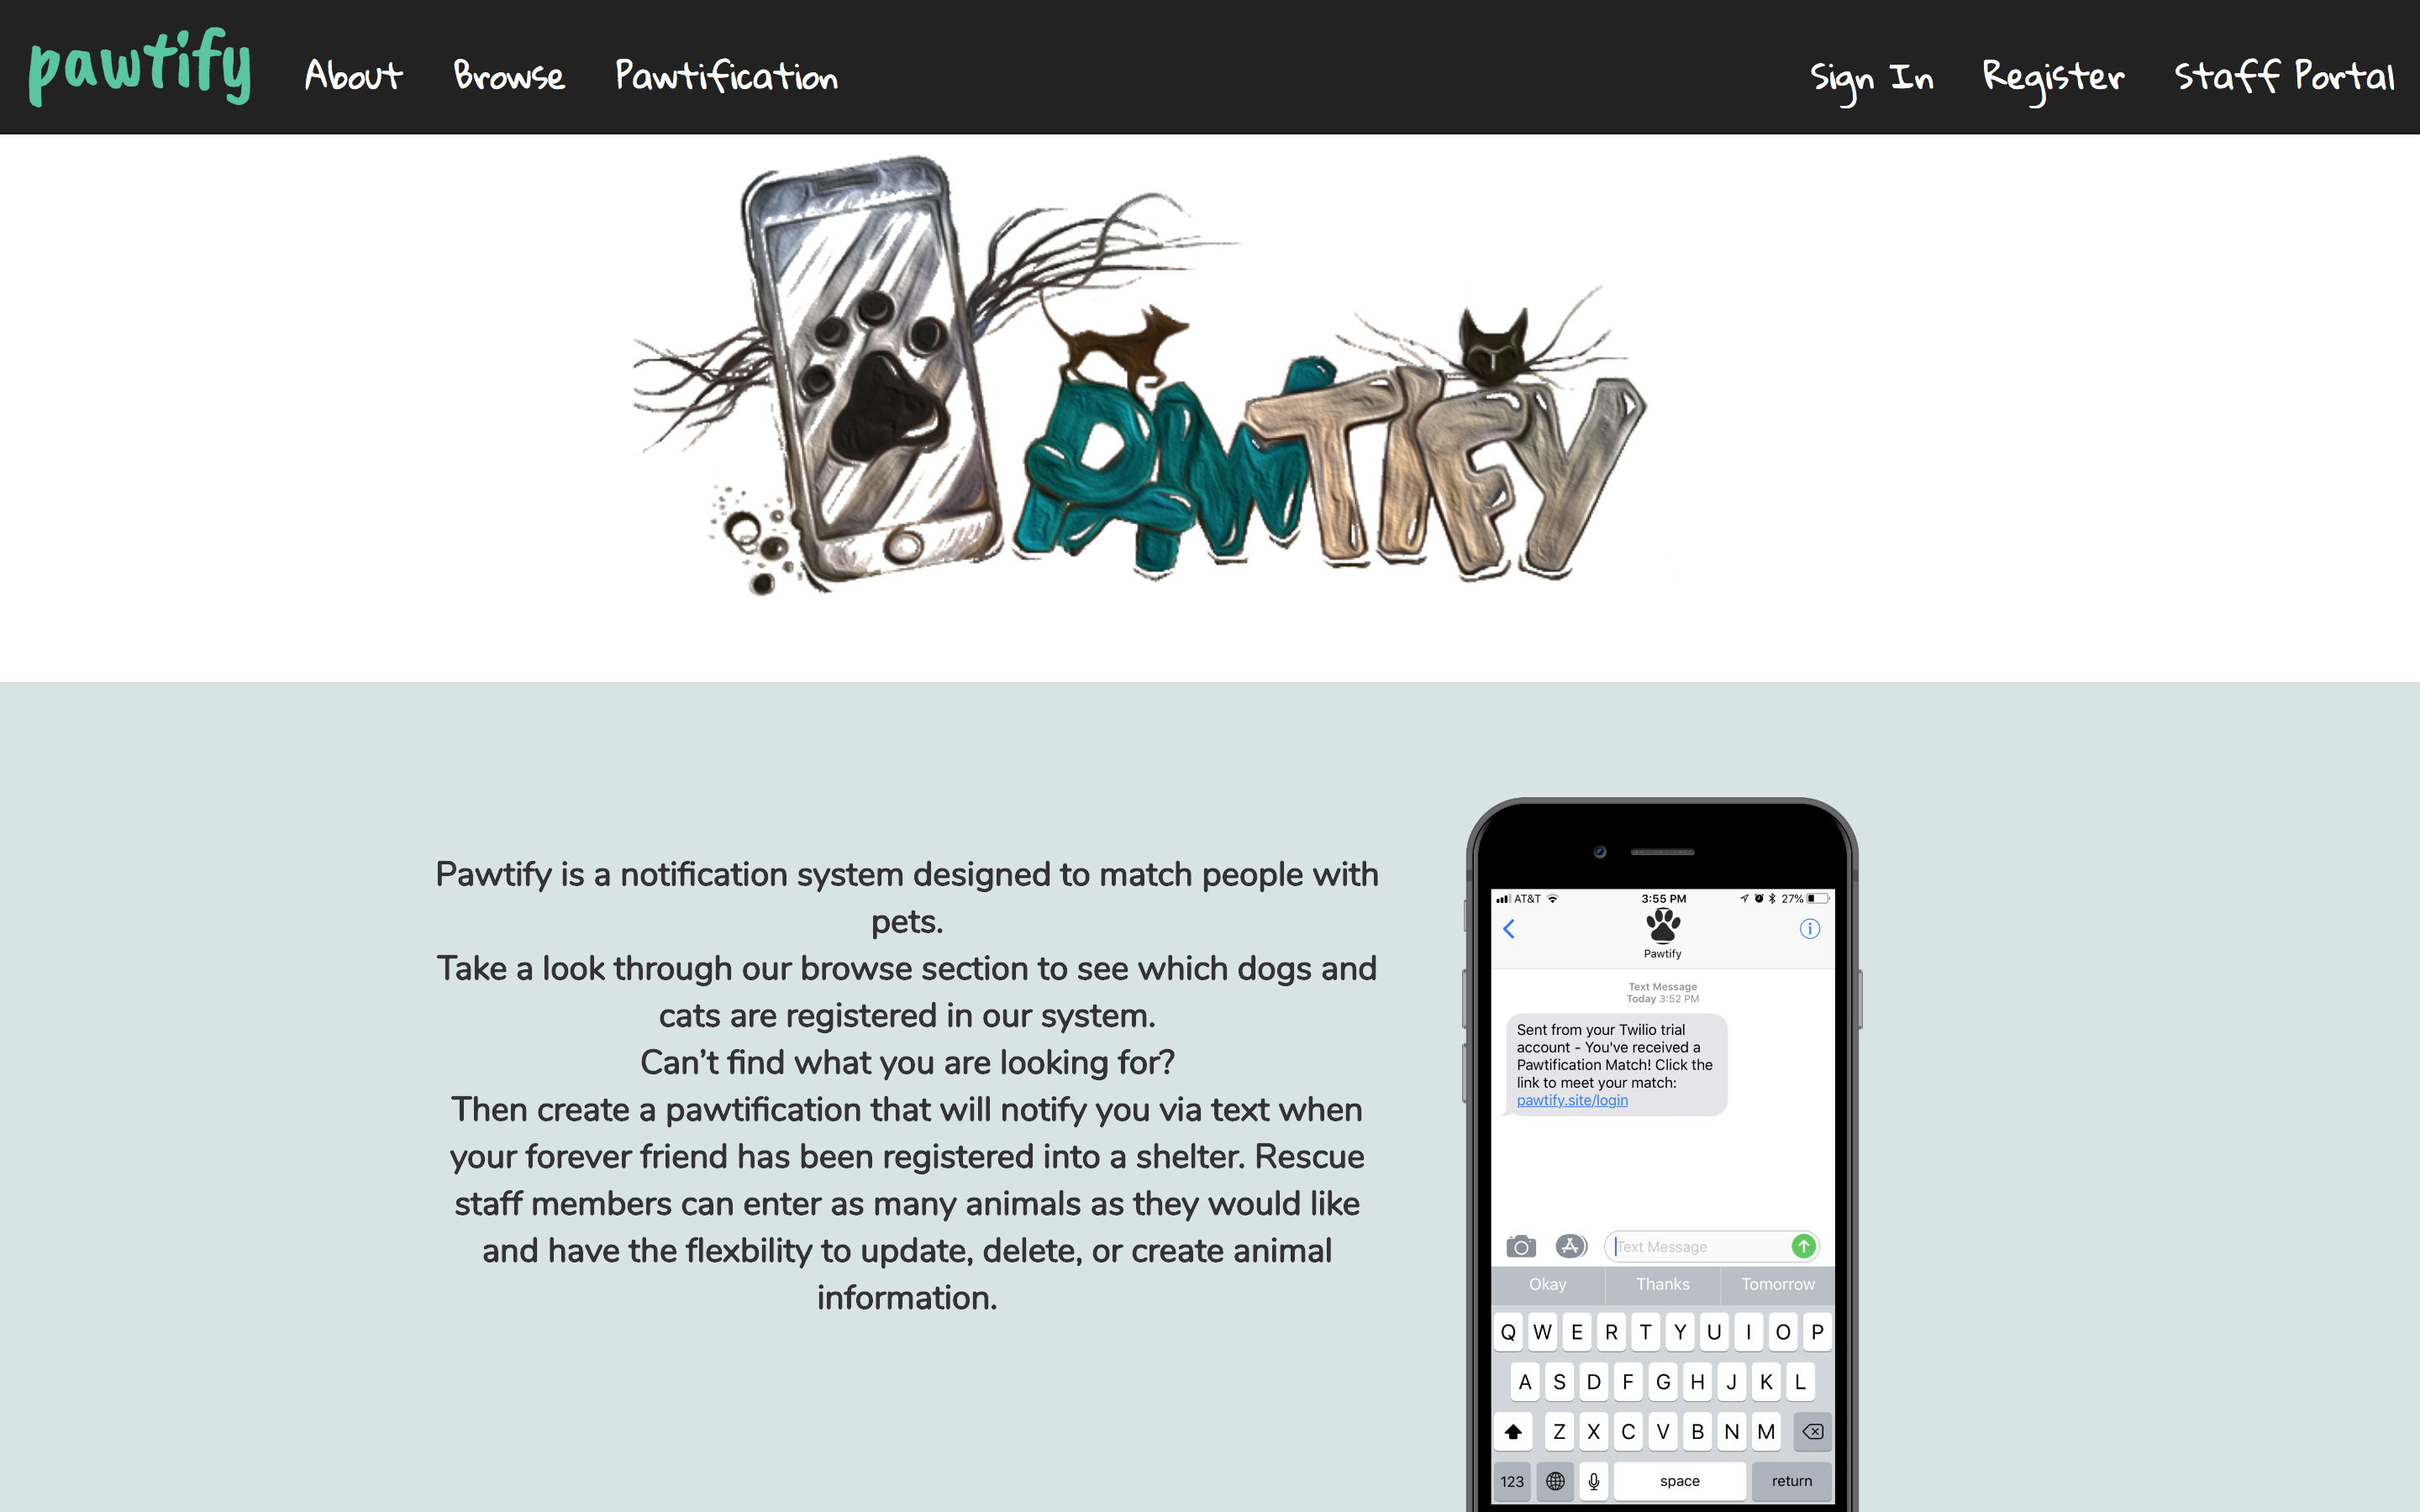 pawtify About Browse Pawtification Sign In Register Staff Portal
PAWTIFY
Pawtify is a notification system designed to match people with
pets.
Take a look through our browse section to see which dogs and
cats are registered in our system.
Can't find what you are looking for?
Then create a pawtification that will notify you via text when
your forever friend has been registered into a shelter. Rescue
staff members can enter as many animals as they would like
and have the flexbility to update, delete, or create animal
information.
AT&T 3:55 PM 27%
Pawtify
Text Message
Today 3:52 PM
Sent from your Twilio trial
account - You've received a
Pawtification Match! Click the
link to meet your match:
pawtify.site/login
Text Message
Okay Thanks Tomorrow
Q W E R T Y U I O P
A S D F G H J K L
Z X C V B N M
123 space return